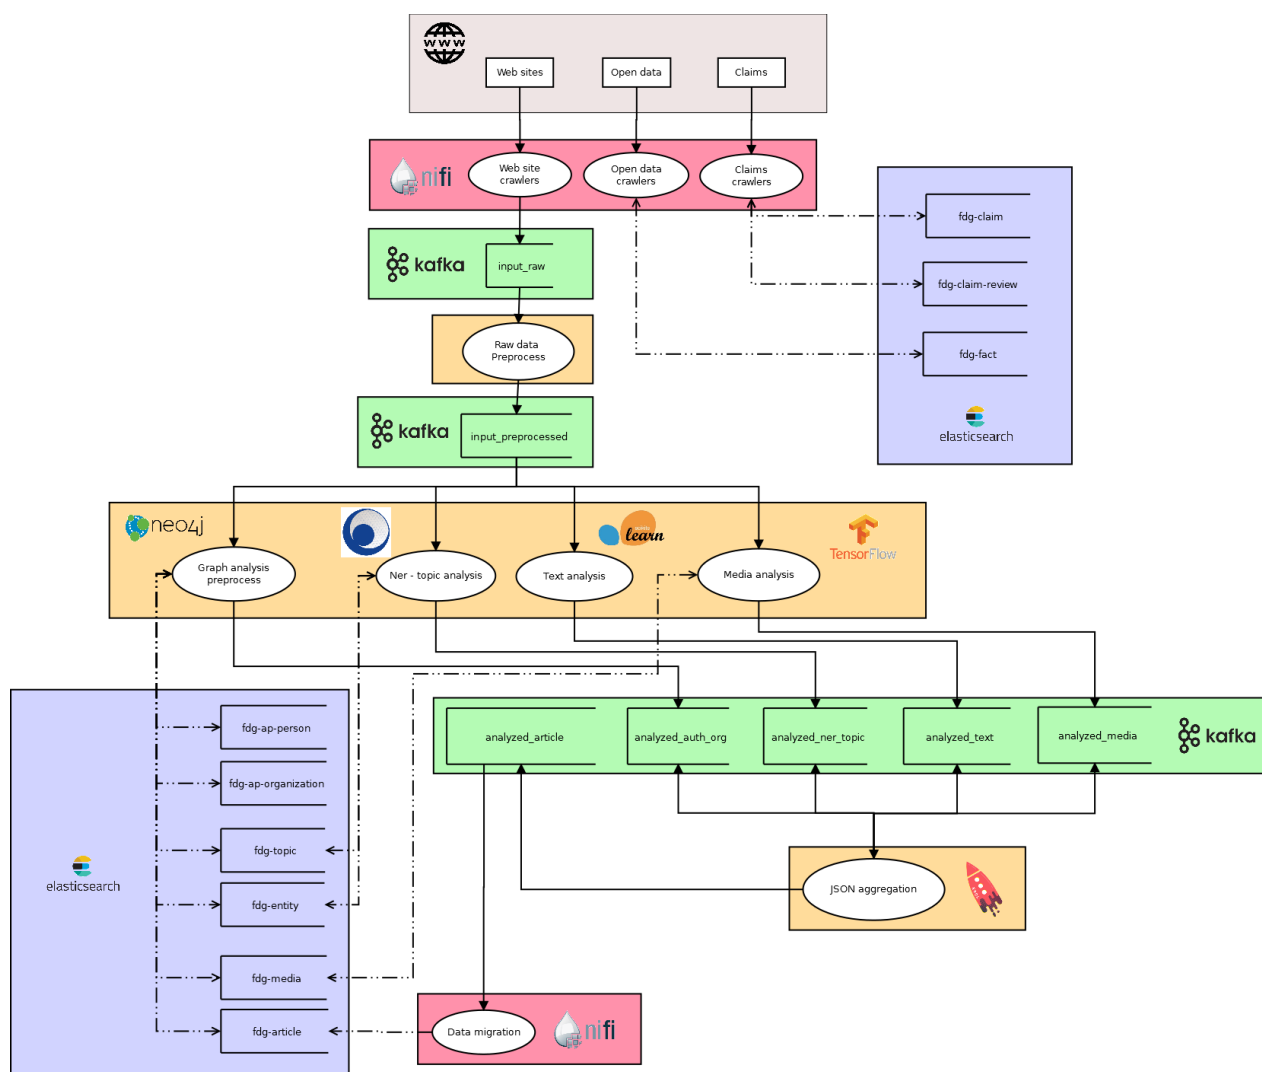 WWW
Web sites
Open data
Claims
nifi
Web site
crawlers
Open data
crawlers
Claims
crawlers
fdg-claim
kafka
input_raw
fdg-claim-review
Raw data
Preprocess
fdg-fact
kafka
input_preprocessed
elasticsearch
neo4j
learn
TensorFlow
Graph analysis
preprocess
Ner - topic analysis
Text analysis
Media analysis
fdg-ap-person
analyzed_article
analyzed_auth_org
analyzed_ner_topic
analyzed_text
analyzed_media
kafka
fdg-ap-organization
fdg-topic
elasticsearch
fdg-entity
JSON aggregation
fdg-media
fdg-article
Data migration
nifi